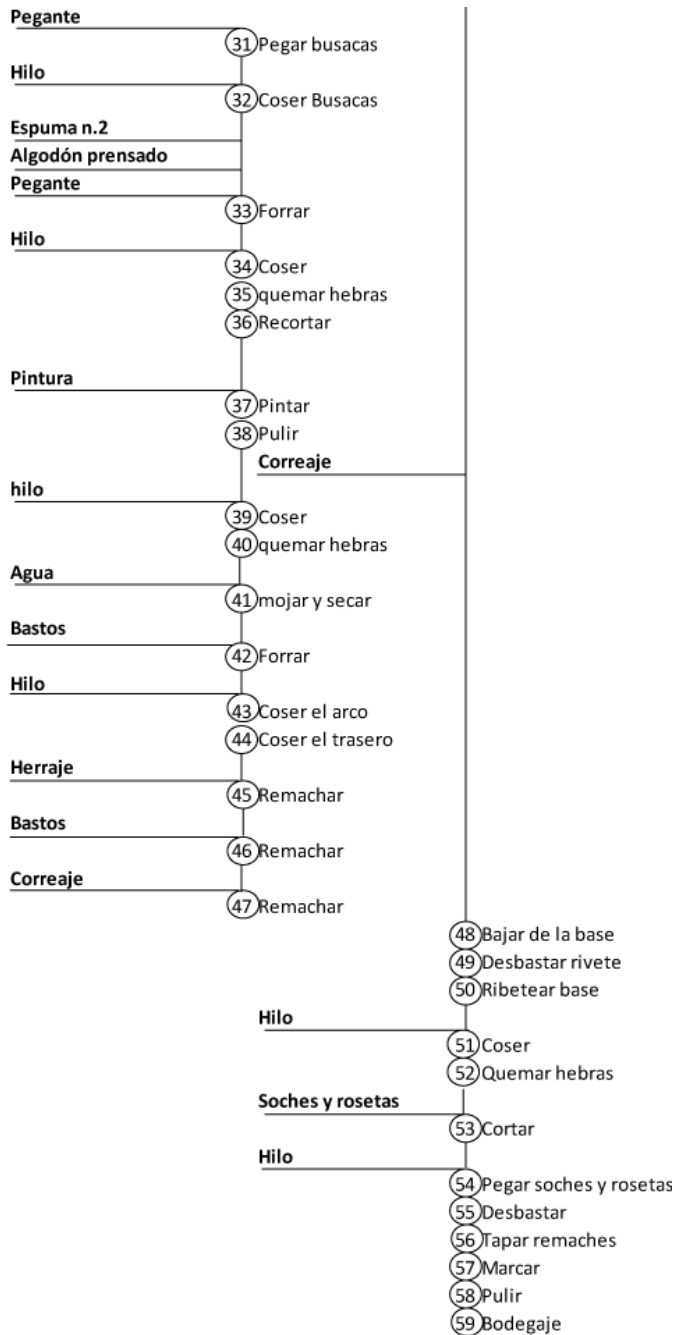 Pegante
31 Pegar busacas
Hilo
32 Coser Busacas
Espuma n.2
Algodón prensado
Pegante
33 Forrar
Hilo
34 Coser
35 quemar hebras
36 Recortar
Pintura
37 Pintar
38 Pulir
Correaje
hilo
39 Coser
40 quemar hebras
Agua
41 mojar y secar
Bastos
42 Forrar
Hilo
43 Coser el arco
44 Coser el trasero
Herraje
45 Remachar
Bastos
46 Remachar
Correaje
47 Remachar
48 Bajar de la base
49 Desbastar rivete
50 Ribetear base
Hilo
51 Coser
52 Quemar hebras
Soches y rosetas
53 Cortar
Hilo
54 Pegar soches y rosetas
55 Desbastar
56 Tapar remaches
57 Marcar
58 Pulir
59 Bodegaje